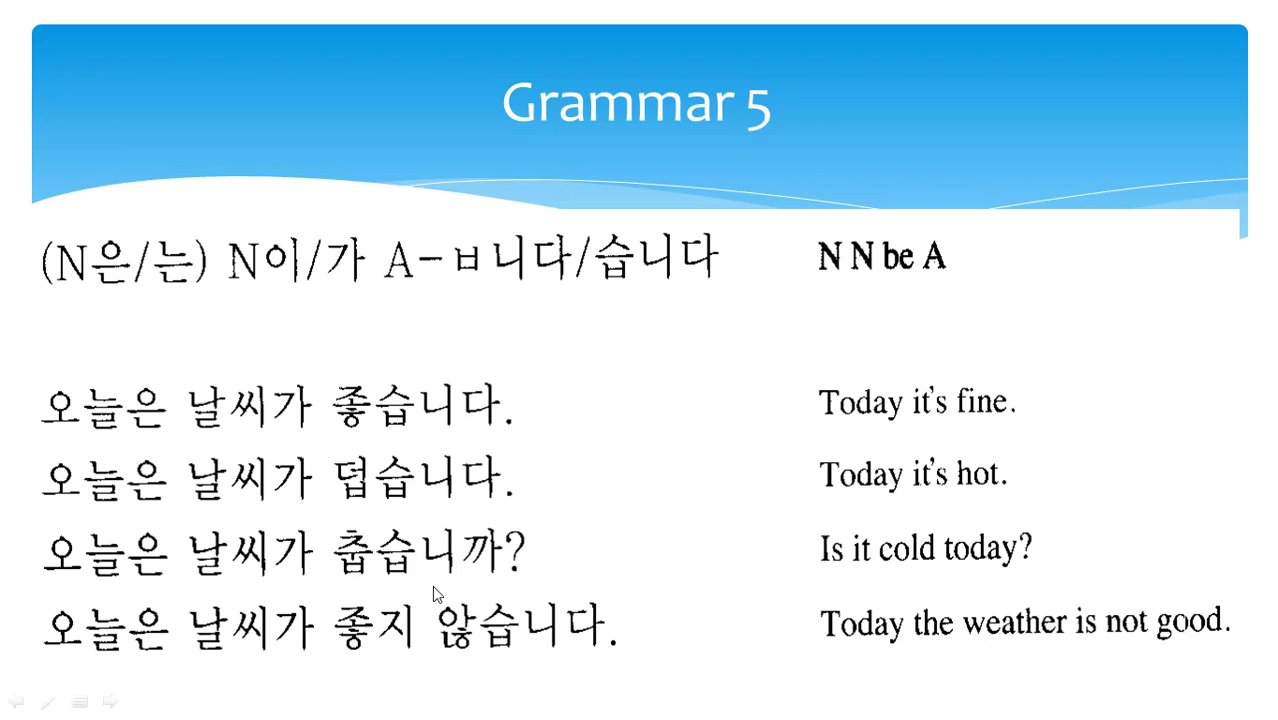 Grammar 5
(N은/는) N이/가 A-ㅂ니다/습니다 N N be A
오늘은 날씨가 좋습니다. Today it's fine.
오늘은 날씨가 덥습니다. Today it's hot.
오늘은 날씨가 춥습니까? Is it cold today?
오늘은 날씨가 좋지 않습니다. Today the weather is not good.